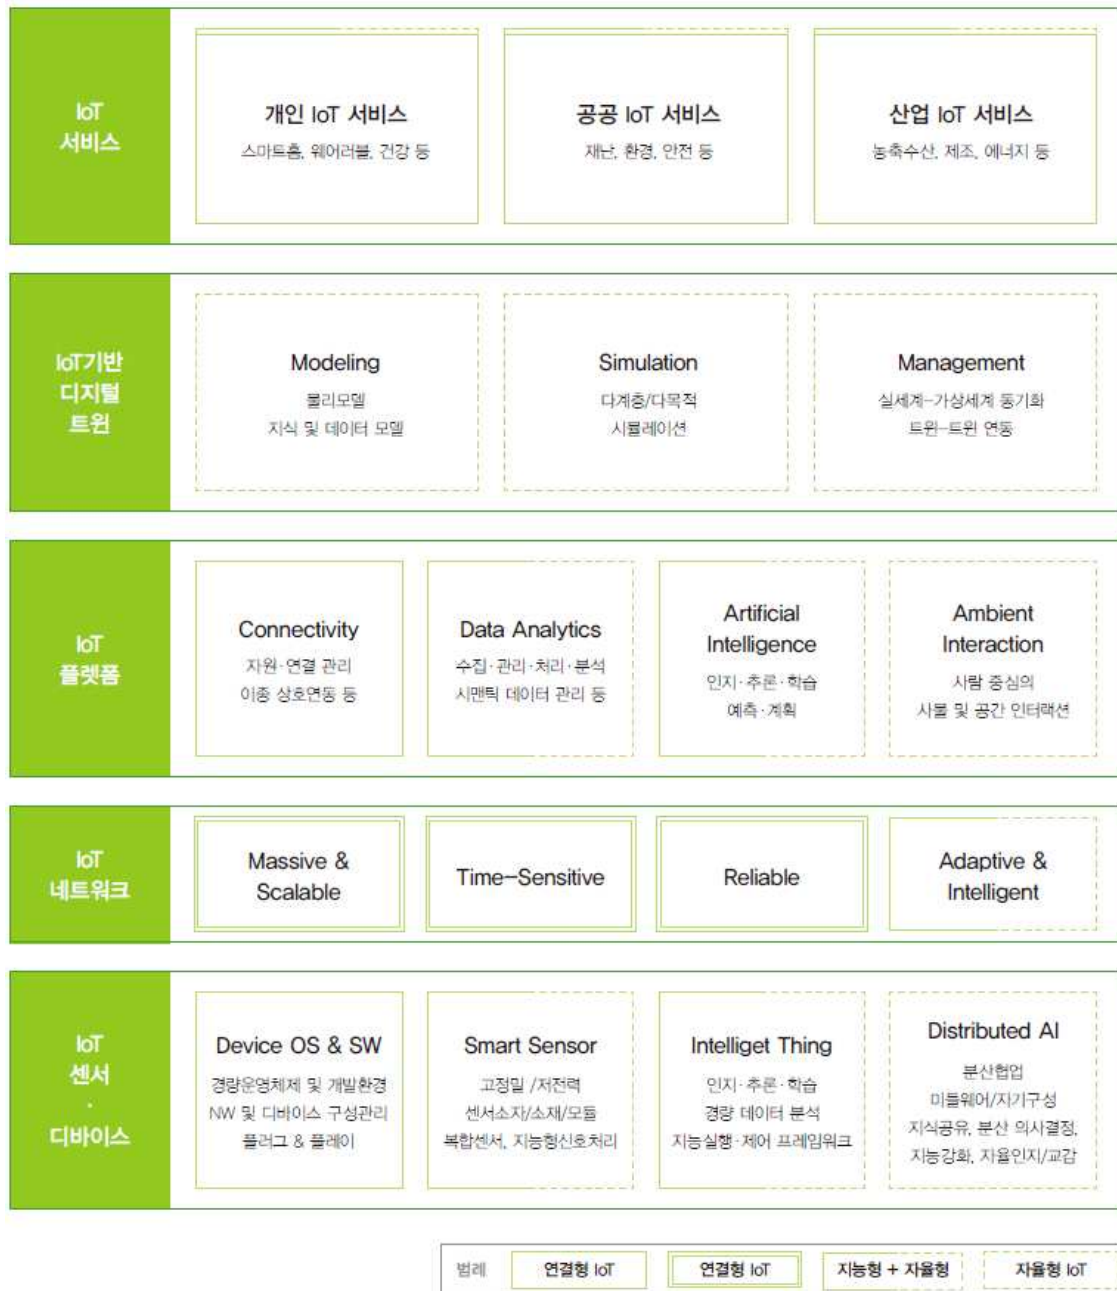 IoT
서비스
개인 IoT 서비스
스마트홈, 웨어러블, 건강 등
공공 IoT 서비스
재난, 환경, 안전 등
산업 IoT 서비스
농축수산, 제조, 에너지 등
IoT기반
디지털
트윈
Modeling
물리모델
지식 및 데이터 모델
Simulation
다계층/다목적
시뮬레이션
Management
실세계-가상세계 동기화
트윈-트윈 연동
IoT
플렛폼
Connectivity
자원·연결 관리
이종 상호연동 등
Data Analytics
수집·관리·처리·분석
시맨틱 데이터 관리 등
Artificial
Intelligence
인지·추론·학습
예측·계획
Ambient
Interaction
사람 중심의
사물 및 공간 인터랙션
IoT
네트워크
Massive &
Scalable
Time-Sensitive
Reliable
Adaptive &
Intelligent
IoT
센서
·
디바이스
Device OS & SW
경량운영체제 및 개발환경
NW 및 디바이스 구성관리
플러그 & 플레이
Smart Sensor
고정밀 /저전력
센서소자/소재/모듈
복합센서, 지능형신호처리
Intelliget Thing
인지·추론·학습
경량 데이터 분석
지능실행·제어 프레임워크
Distributed AI
분산협업
미들웨어/자기구성
지식공유, 분산 의사결정,
지능강화, 자율인지/교감
범례
연결형 IoT
연결형 IoT
지능형 + 자율형
자율형 IoT